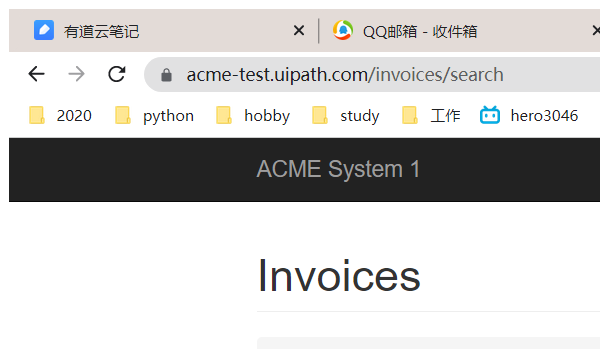 有道云笔记 QQ邮箱 - 收件箱
acme-test.uipath.com/invoices/search
2020 python hobby study 工作 hero3046
ACME System 1
Invoices